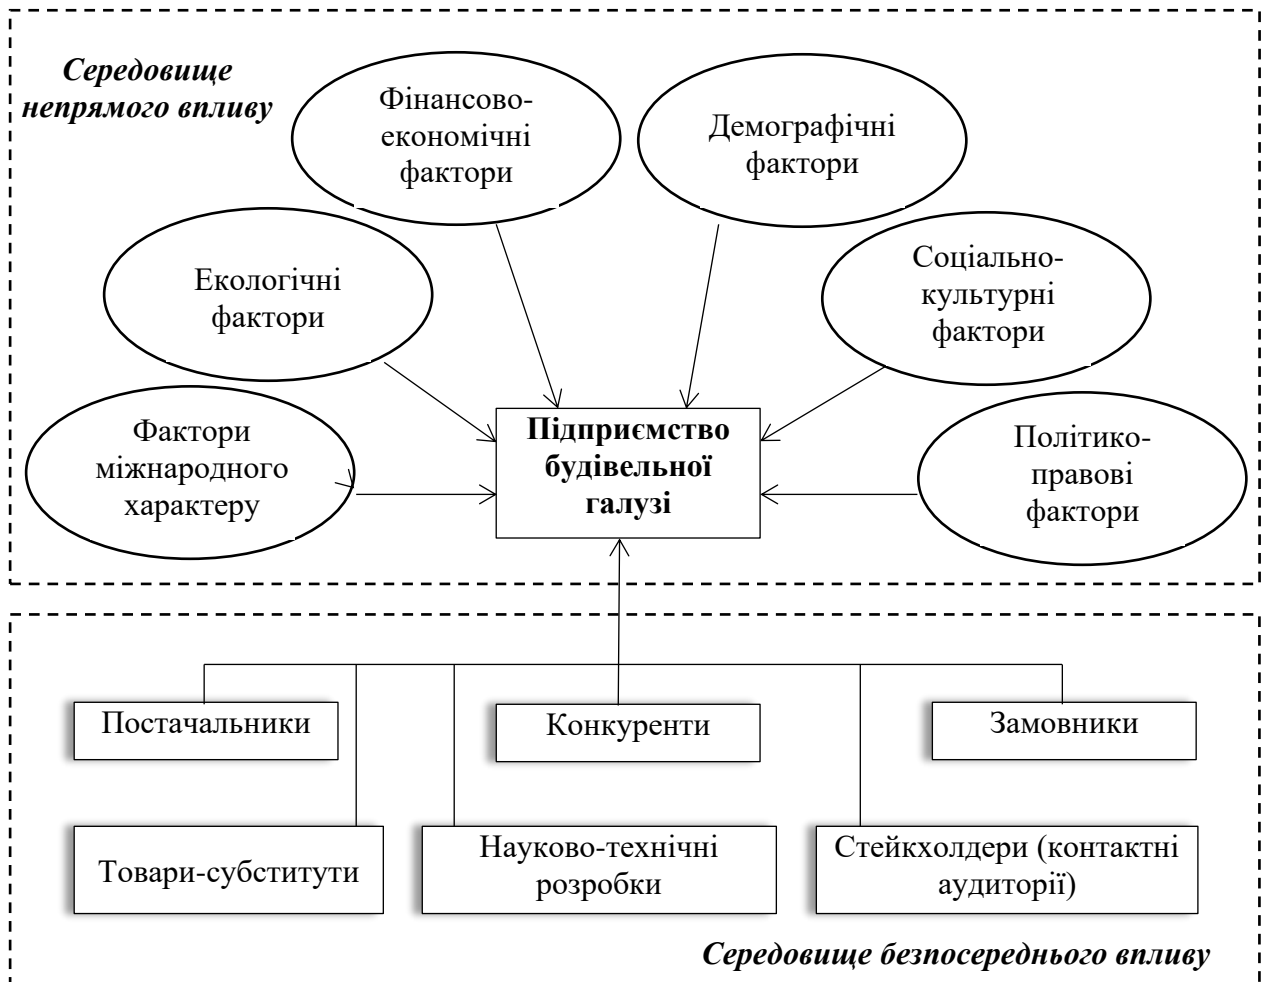 Середовище
непрямого впливу
Фінансово-
економічні
фактори
Демографічні
фактори
Екологічні
фактори
Соціально-
культурні
фактори
Фактори
міжнародного
характеру
Підприємство
будівельної
галузі
Політико-
правові
фактори
Постачальники
Конкуренти
Замовники
Товари-субститути
Науково-технічні
розробки
Стейкхолдери (контактні
аудиторії)
Середовище безпосереднього впливу